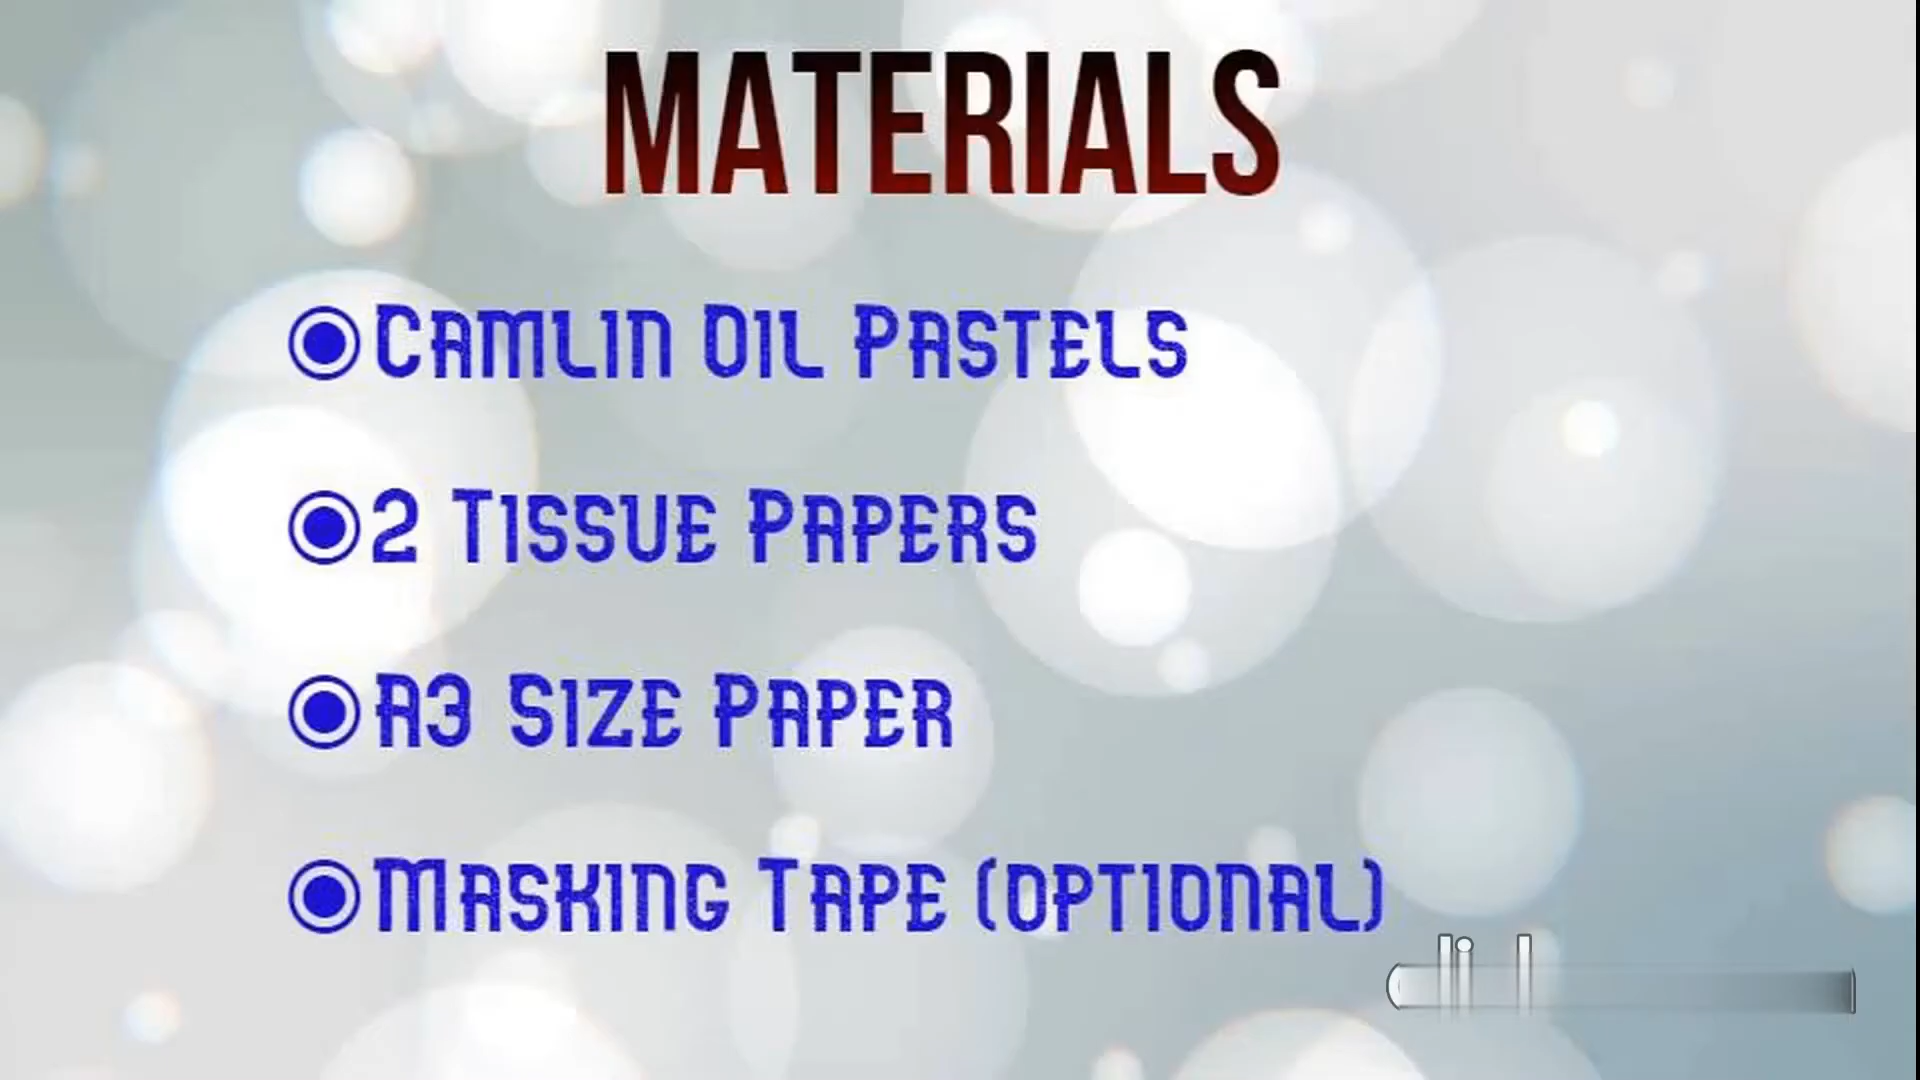 MATERIALS
Camlin Oil Pastels
2 Tissue Papers
A3 Size Paper
Masking Tape (optional)